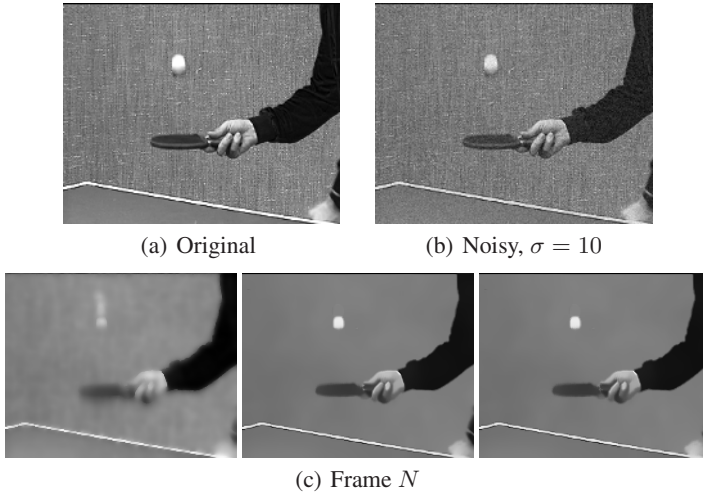 (a) Original
(b) Noisy, σ = 10
(c) Frame N